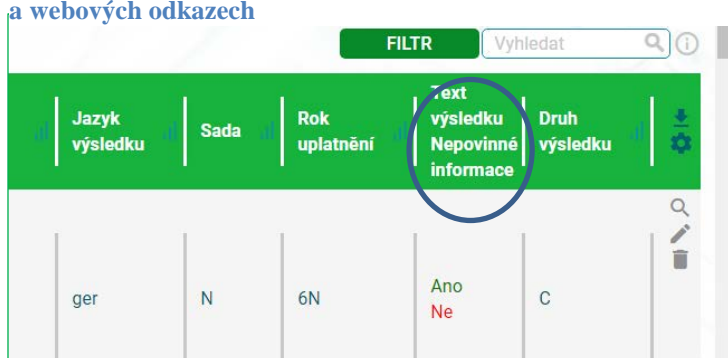 a webových odkazech
FILTR Vyhledat
Jazyk výsledku
Sada
Rok uplatnění
Text výsledku Nepovinné informace
Druh výsledku
ger N 6N Ano C
Ne